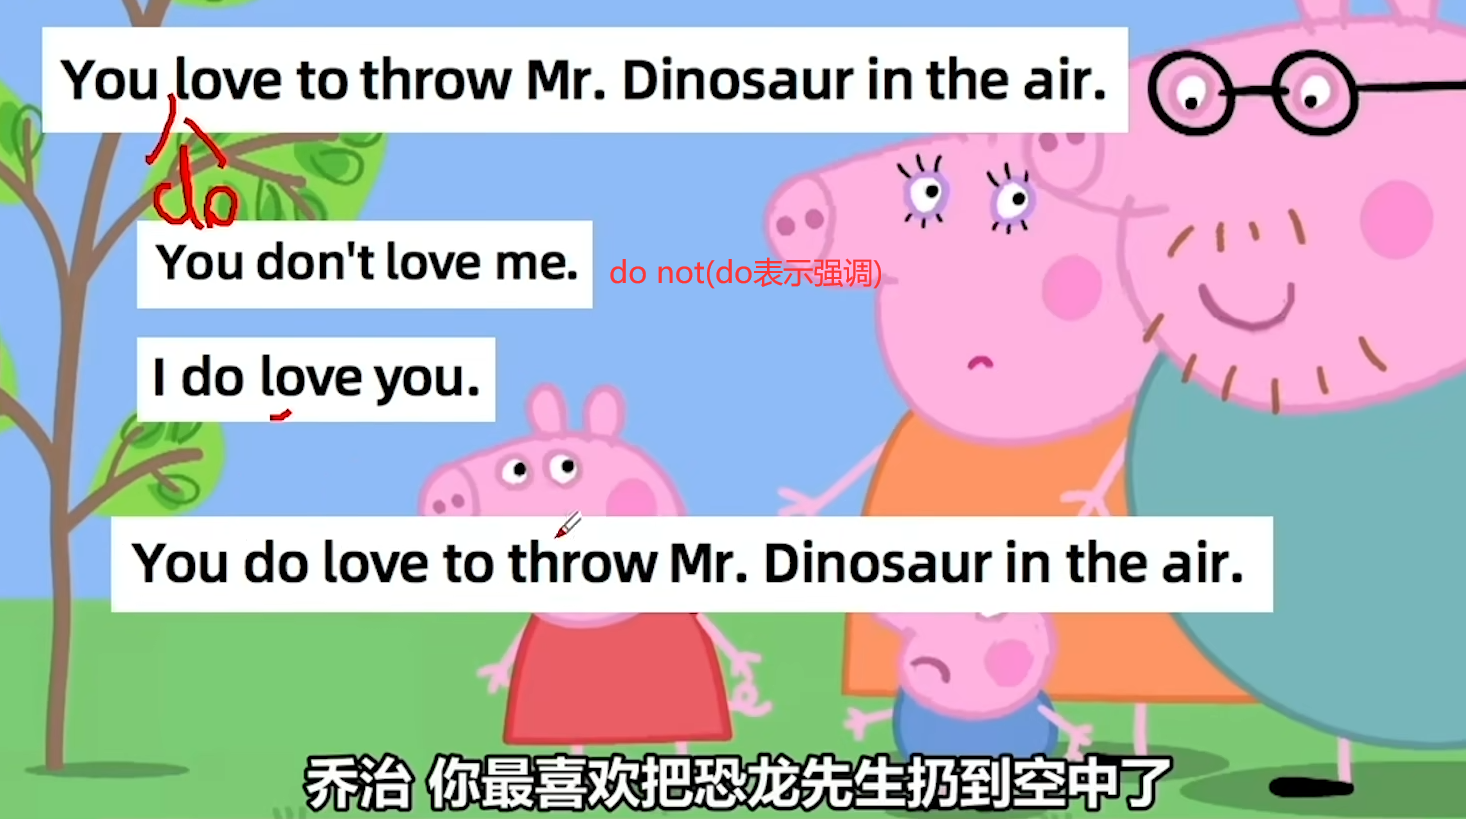 You love to throw Mr. Dinosaur in the air.
do
You don't love me.
do not(do表示强调)
I do love you.
You do love to throw Mr. Dinosaur in the air.
乔治 你最喜欢把恐龙先生扔到空中了